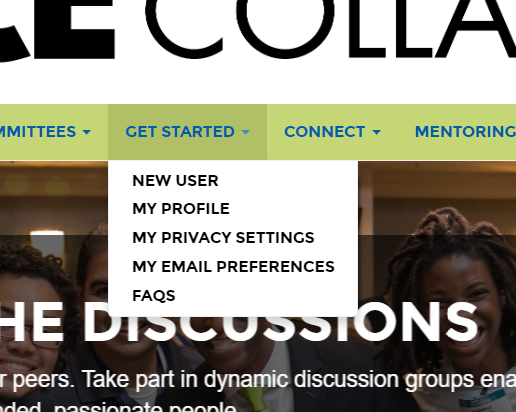 CE COLLA
MMITTEES GET STARTED CONNECT MENTORING
NEW USER
MY PROFILE
MY PRIVACY SETTINGS
MY EMAIL PREFERENCES
FAQS
HE DISCUSSIONS
r peers. Take part in dynamic discussion groups ena
nded, passionate people